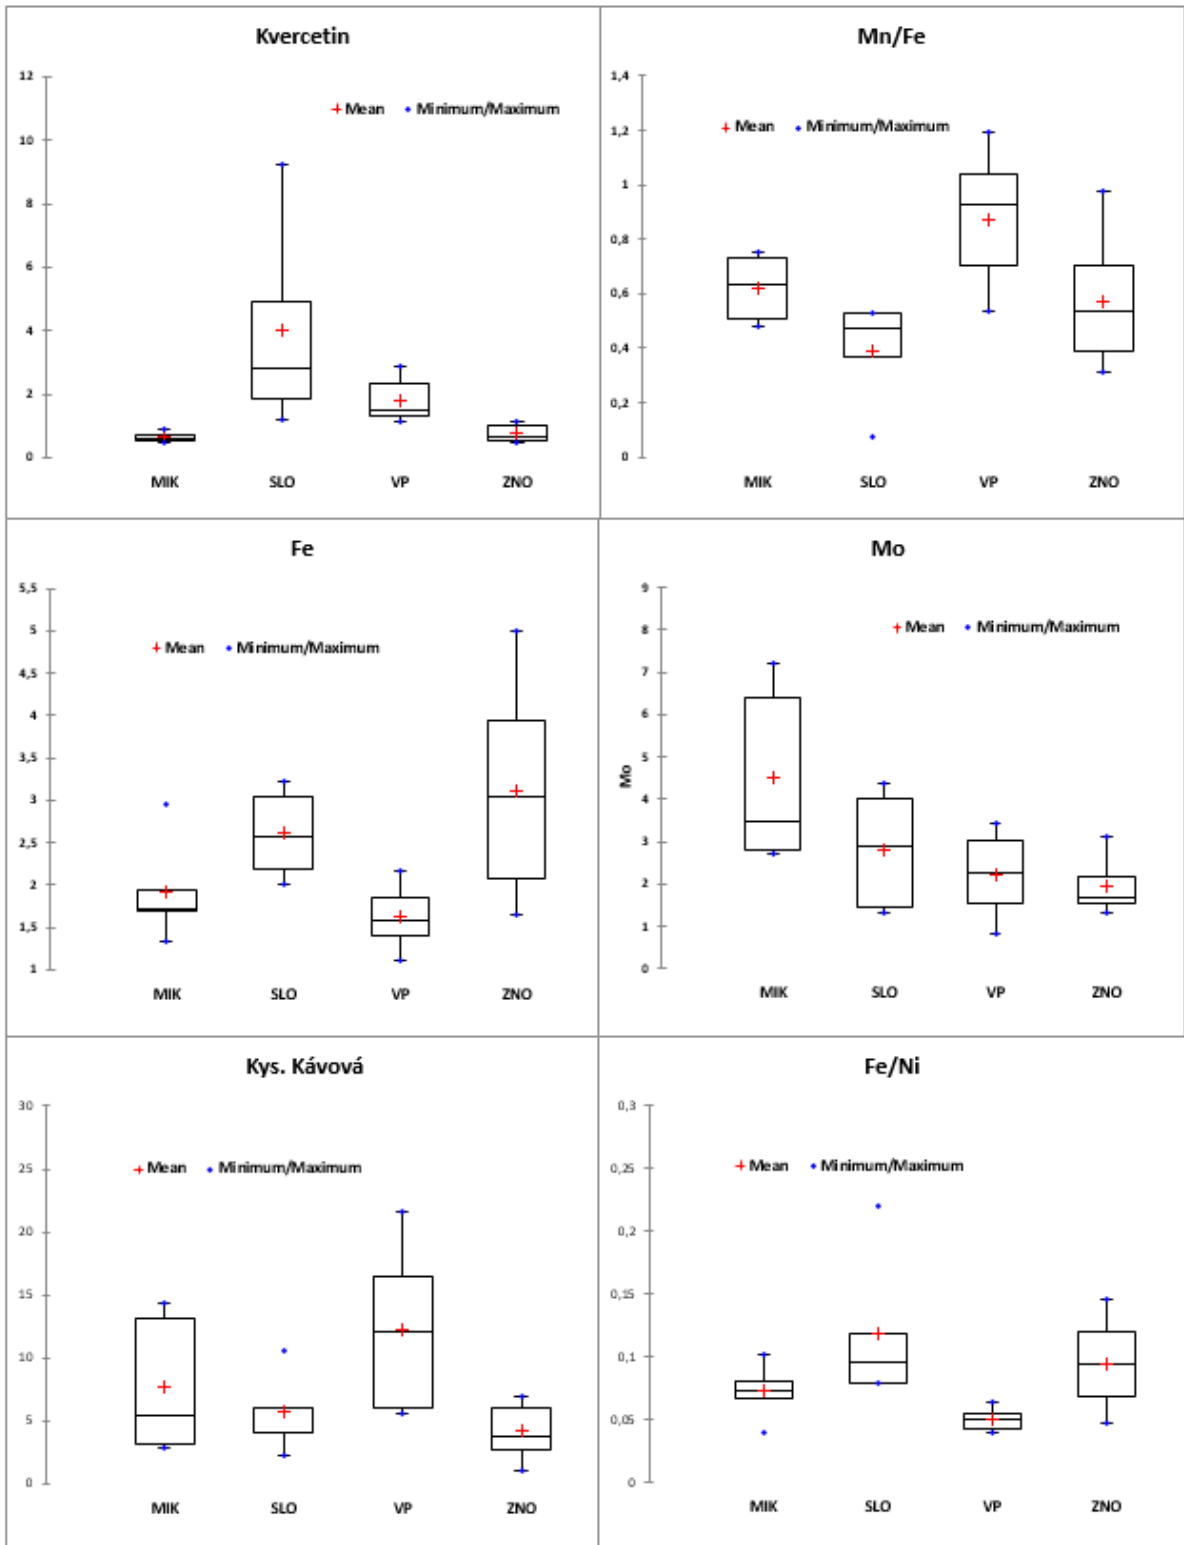 Kvercetin
12
10
8
6
4
2
0
Mean Minimum/Maximum
MIK SLO VP ZNO
Mn/Fe
1,4
1,2
1
0,8
0,6
0,4
0,2
0
Mean Minimum/Maximum
MIK SLO VP ZNO
Fe
5,5
5
4,5
4
3,5
3
2,5
2
1,5
1
Mean Minimum/Maximum
MIK SLO VP ZNO
Mo
9
8
7
6
5
4
3
2
1
0
Mo
Mean Minimum/Maximum
MIK SLO VP ZNO
Kys. Kávová
30
25
20
15
10
5
0
Mean Minimum/Maximum
MIK SLO VP ZNO
Fe/Ni
0,3
0,25
0,2
0,15
0,1
0,05
0
Mean Minimum/Maximum
MIK SLO VP ZNO